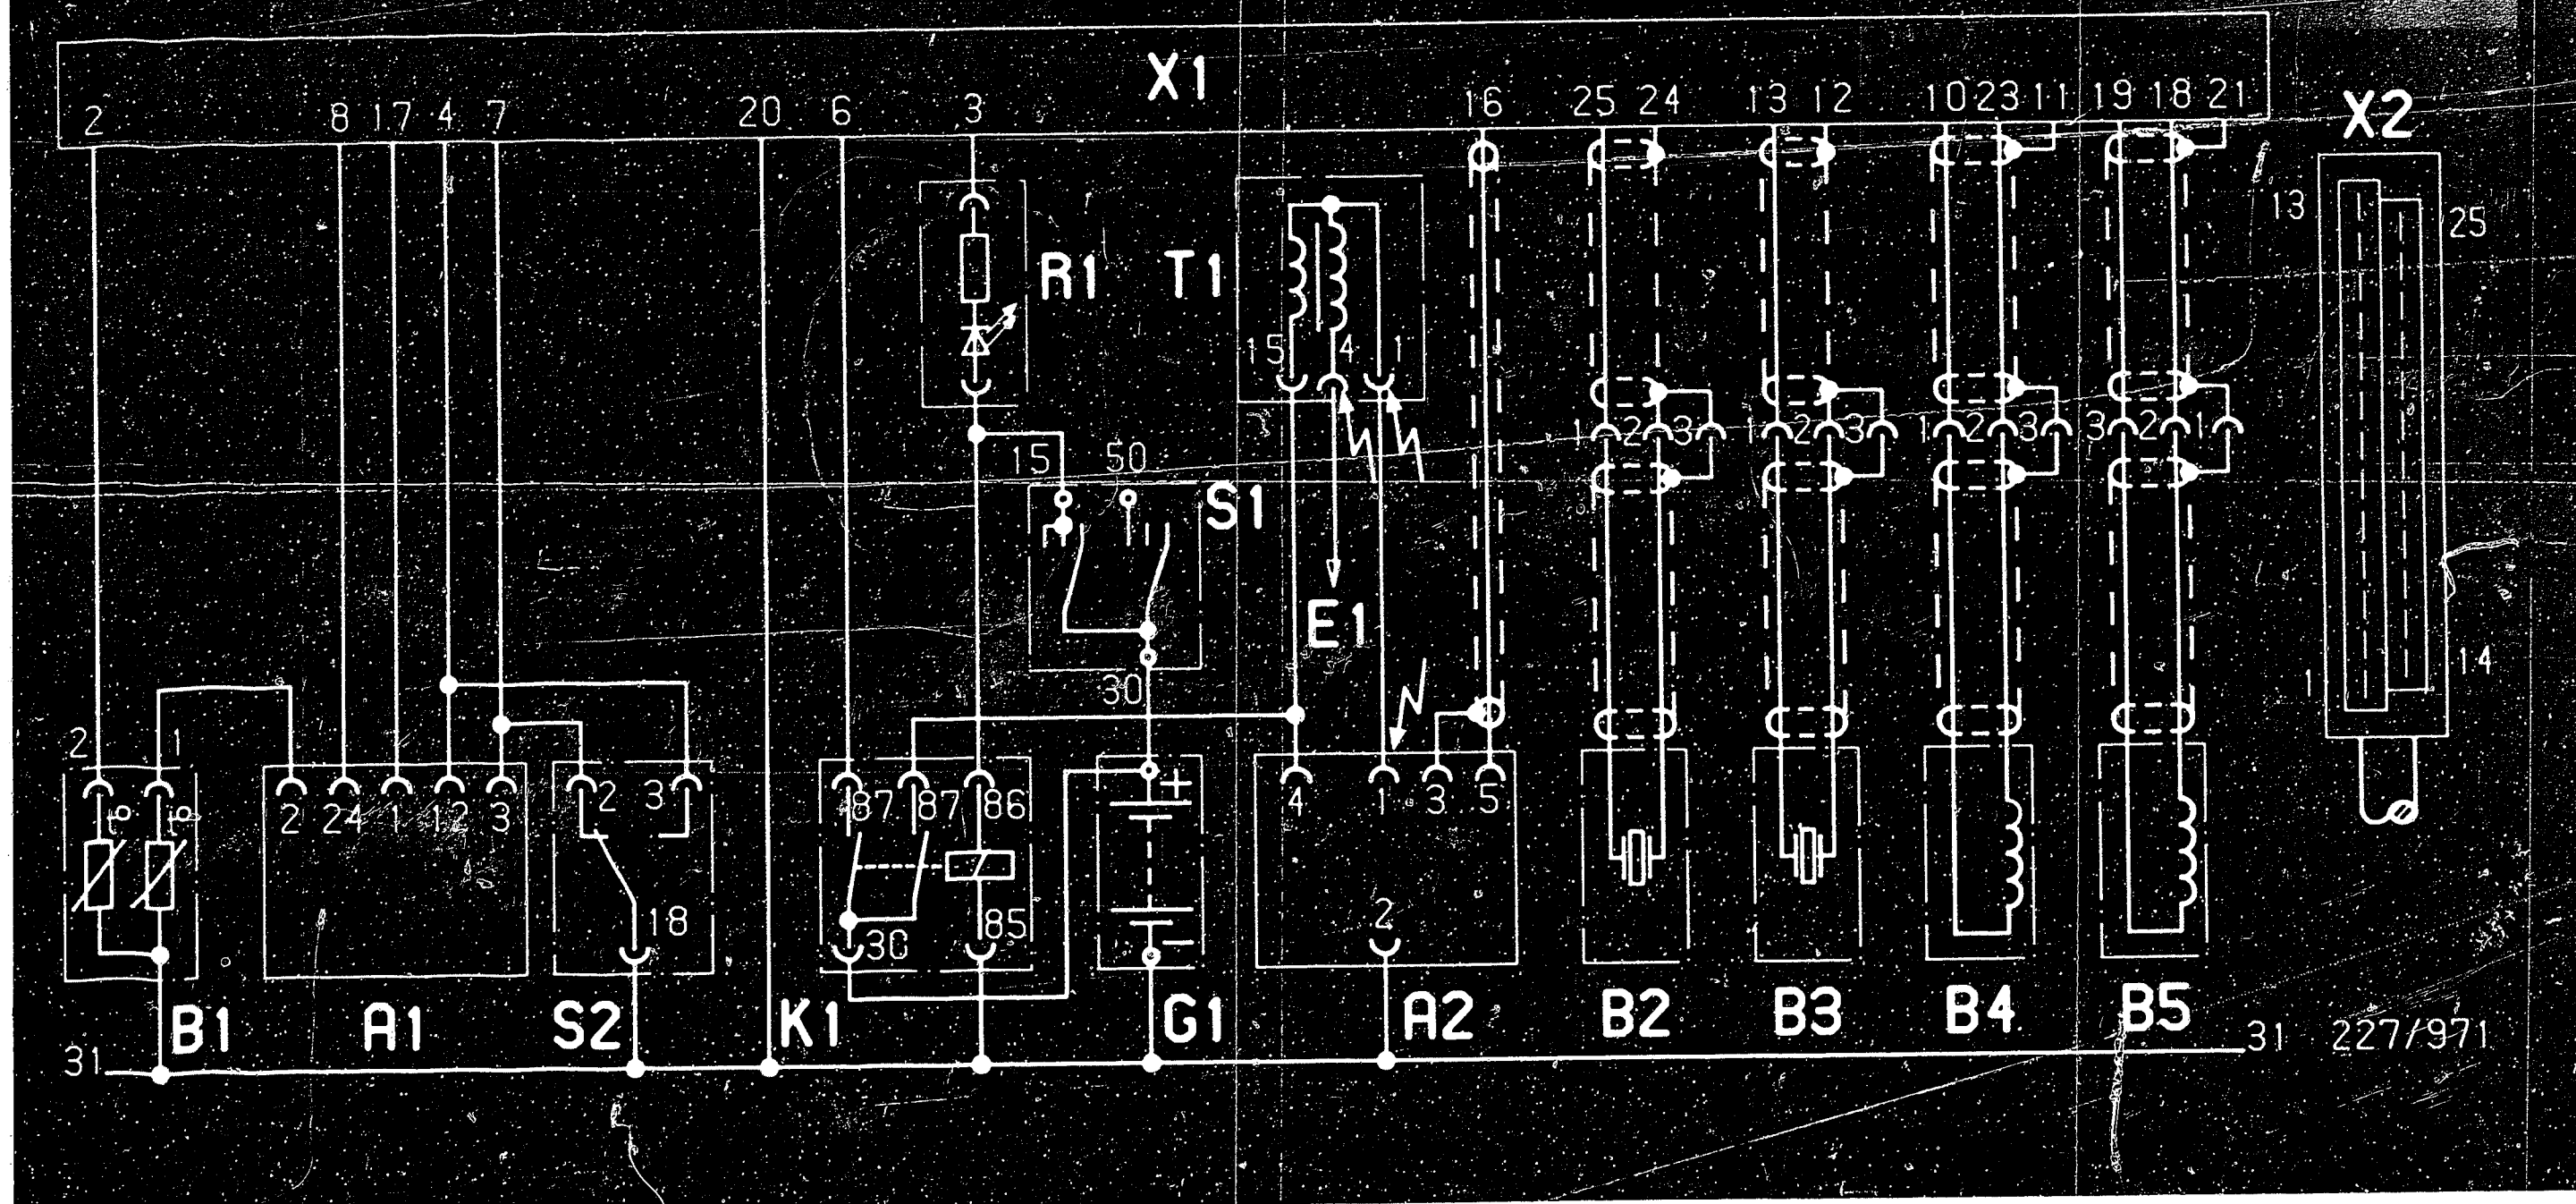 X1
2 8 17 4 7 20 6 3 16 25 24 13 12 10 23 11 19 18 21
X2
13 25
R1 T1
15 4 1
1 2 3 1 2 3 1 2 3 3 2 1
15 50
S1
E1
30
1 14
2 1
t° t°
2 24 1 12 3 2 3 87 87 86 + 4 1 3 5
18 30 85 − 2
B1 A1 S2 K1 G1 A2 B2 B3 B4 B5
31 31 227/971